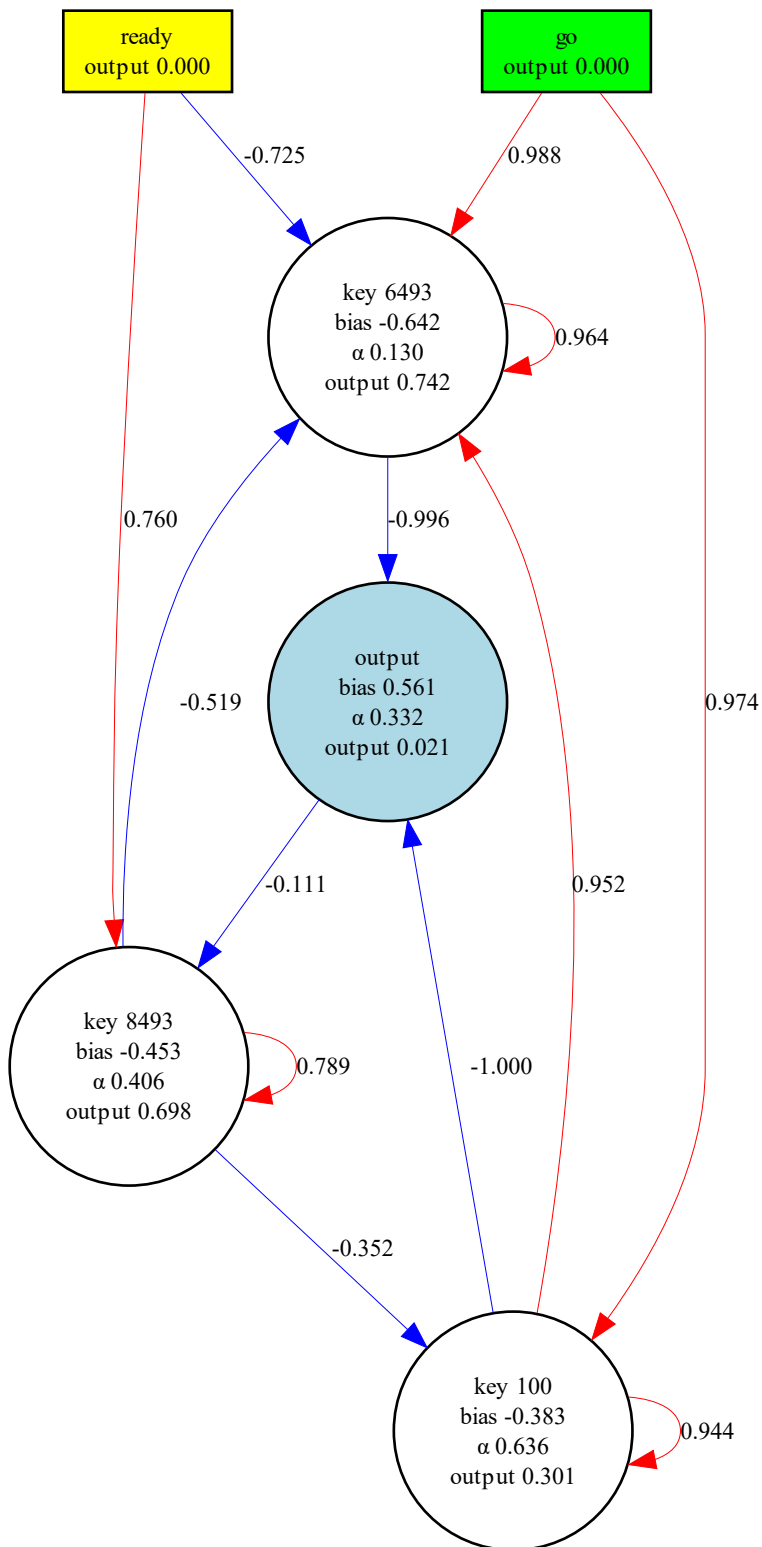 ready
output 0.000
go
output 0.000
-0.725
0.988
key 6493
bias -0.642
α 0.130
output 0.742
0.964
0.760
-0.996
-0.519
output
bias 0.561
α 0.332
output 0.021
0.974
-0.111
0.952
key 8493
bias -0.453
α 0.406
output 0.698
0.789
-1.000
-0.352
key 100
bias -0.383
α 0.636
output 0.301
0.944